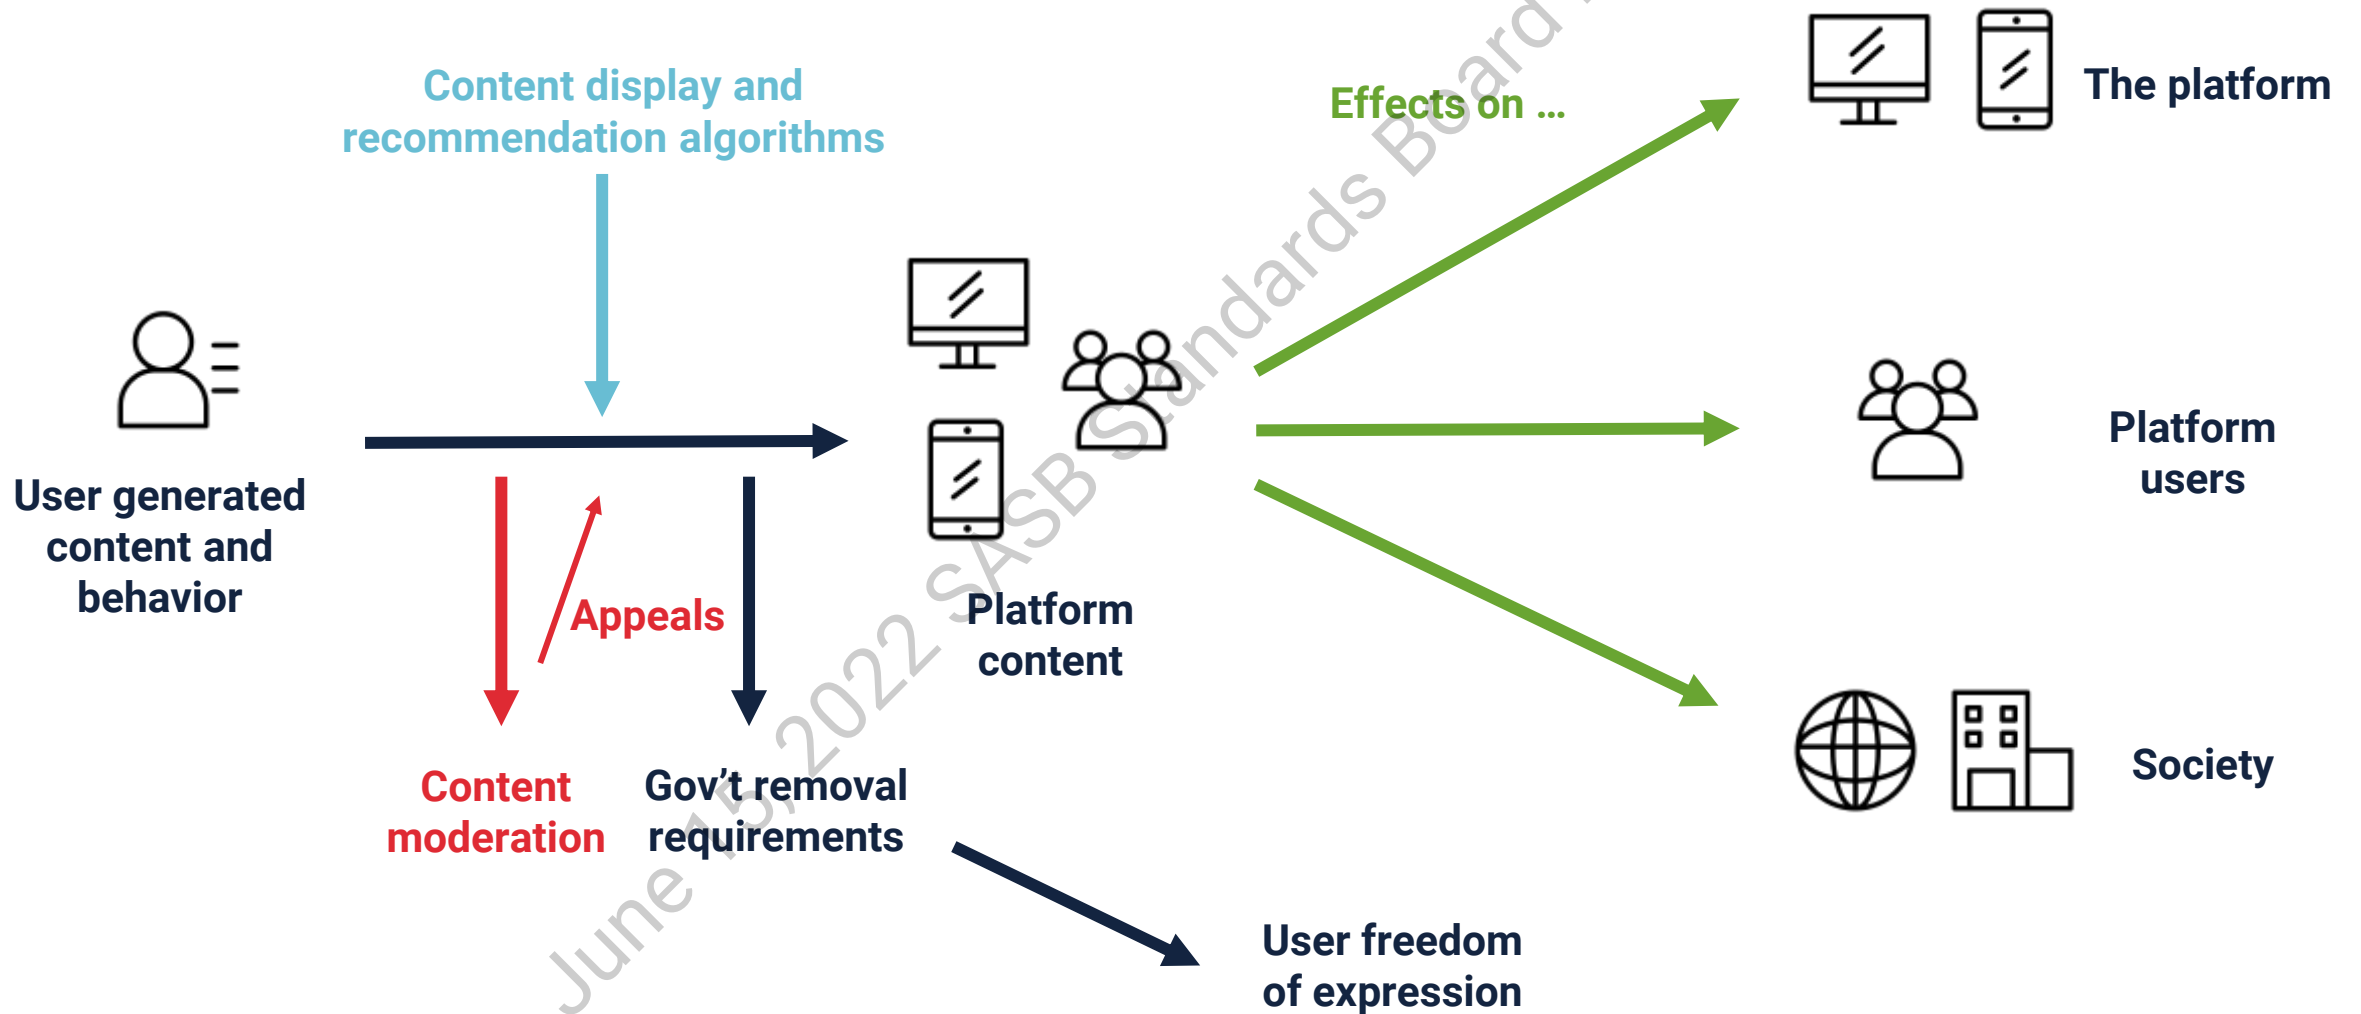 Content display and
recommendation algorithms
Effects on ...
The platform
User generated
content and
behavior
Appeals
Platform
content
Platform
users
Content
moderation
Gov’t removal
requirements
Society
User freedom
of expression
June 15, 2022 SASB Standards Board